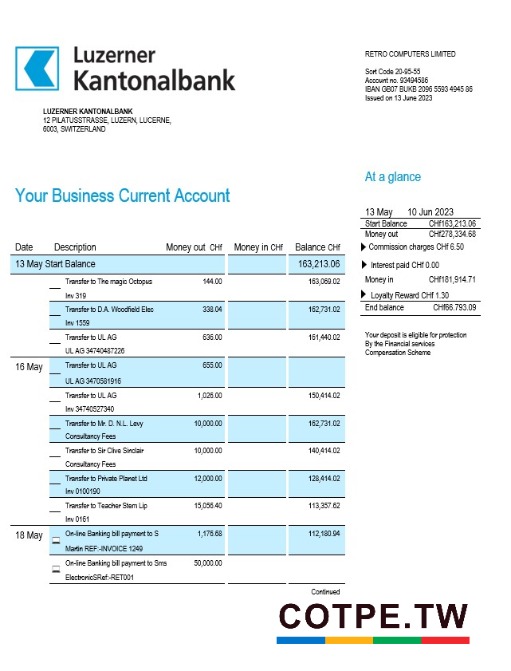 Luzerner
Kantonalbank
LUZERNER KANTONALBANK
12 PILATUSSTRASSE, LUZERN, LUCERNE,
6003, SWITZERLAND
RETRO COMPUTERS LIMITED
Sort Code 20-95-55
Account no. 93494586
IBAN GB07 BUKB 2096 5593 4945 86
Issued on 13 June 2023
Your Business Current Account
At a glance
13 May 10 Jun 2023
Start Balance CHf163,213.06
Money out CHf278,334.68
Commission charges CHf 6.50
Interest paid CHf 0.00
Money in CHf181,914.71
Loyalty Reward CHf 1.30
End balance CHf66.793.09
Your deposit is eligible for protection
By the Financial services
Compensation Scheme
Date Description Money out CHf Money in CHf Balance CHf
13 May Start Balance 163,213.06
Transfer to The magic Octopus 144.00 163,069.02
Inv 319
Transfer to D.A. Woodfield Elec 338.04 162,731.02
Inv 1559
Transfer to UL AG 636.00 161,440.02
UL AG 34740487226
16 May Transfer to UL AG 655.00
UL AG 3470581916
Transfer to UL AG 1,026.00 150,414.02
Inv 34740527340
Transfer to Mr. D. N.L. Levy 10,000.00 162,731.02
Consultancy Fees
Transfer to Sir Clive Sinclair 10,000.00 140,414.02
Consultancy Fees
Transfer to Private Planet Ltd 12,000.00 128,414.02
Inv 0100190
Transfer to Teacher Stern Lip 15,056.40 113,357.62
Inv 0161
18 May On-line Banking bill payment to S 1,176.68 112,180.94
Martin REF:-INVOICE 1249
On-line Banking bill payment to Sms 50,000.00
ElectronicSRef:-RET001
Continued
COTPE.TW